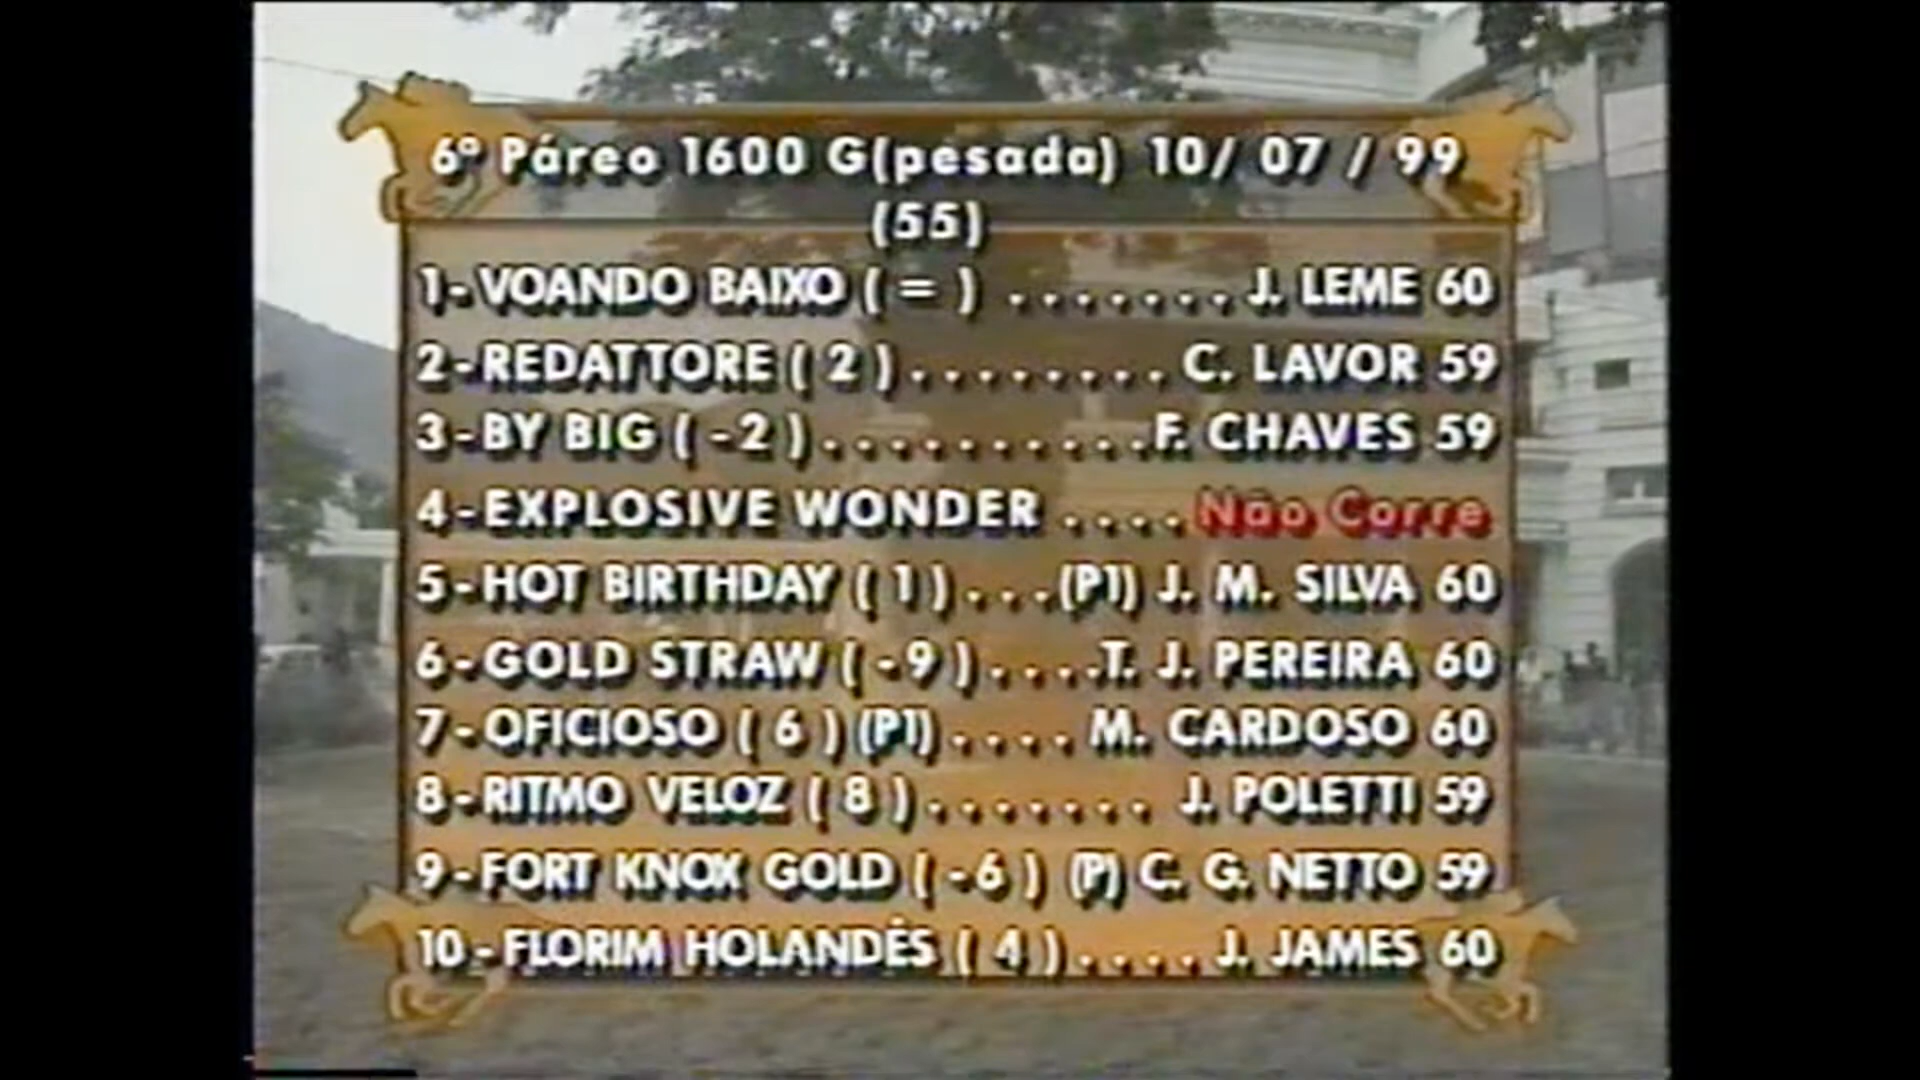 6º Páreo 1600 G(pesada) 10/ 07 / 99
(55)
1-VOANDO BAIXO ( = ) .......J. LEME 60
2-REDATTORE ( 2 )........ C. LAVOR 59
3-BY BIG ( -2 )..........F. CHAVES 59
4-EXPLOSIVE WONDER ....Não Corre
5-HOT BIRTHDAY ( 1 )...(P1) J. M. SILVA 60
6-GOLD STRAW ( -9 )....T. J. PEREIRA 60
7-OFICIOSO ( 6 ) (P1).... M. CARDOSO 60
8-RITMO VELOZ ( 8 )....... J. POLETTI 59
9-FORT KNOX GOLD ( -6 ) (P) C. G. NETTO 59
10-FLORIM HOLANDÊS ( 4 ).... J. JAMES 60